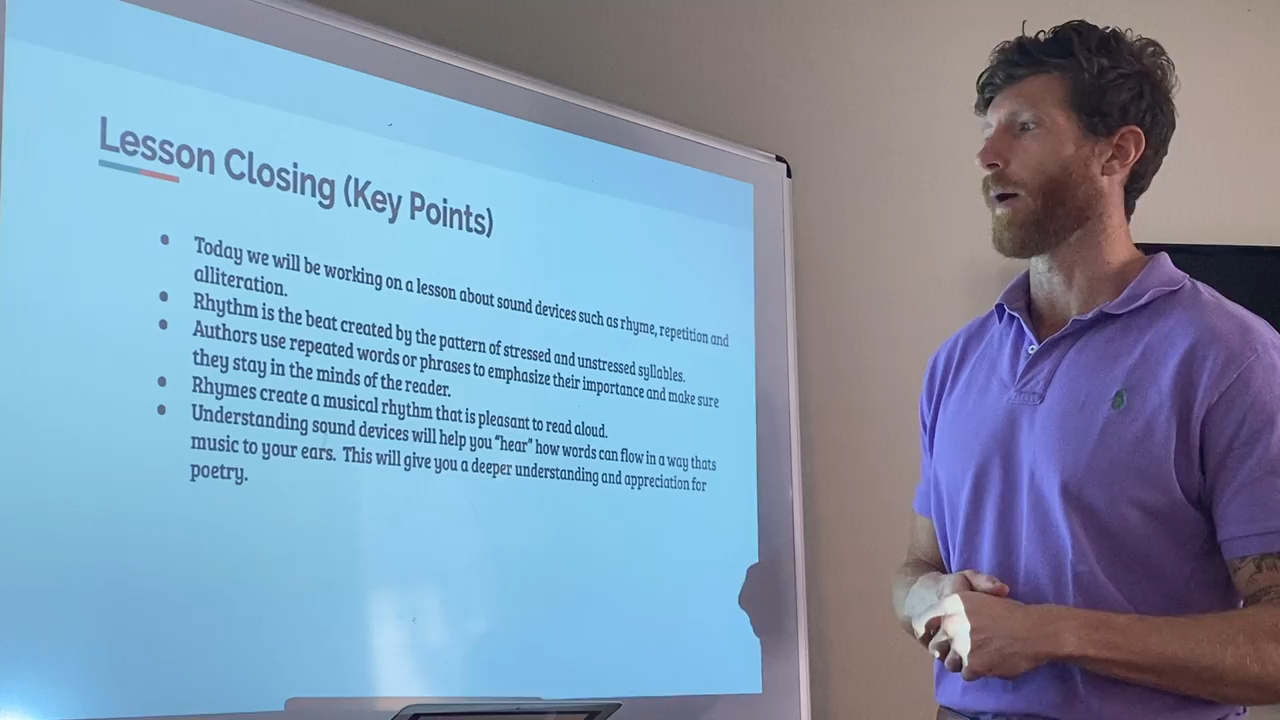 Lesson Closing (Key Points)
Today we will be working on a lesson about sound devices such as rhyme, repetition and
alliteration.
Rhythm is the beat created by the pattern of stressed and unstressed syllables.
Authors use repeated words or phrases to emphasize their importance and make sure
they stay in the minds of the reader.
Rhymes create a musical rhythm that is pleasant to read aloud.
Understanding sound devices will help you “hear” how words can flow in a way thats
music to your ears. This will give you a deeper understanding and appreciation for
poetry.